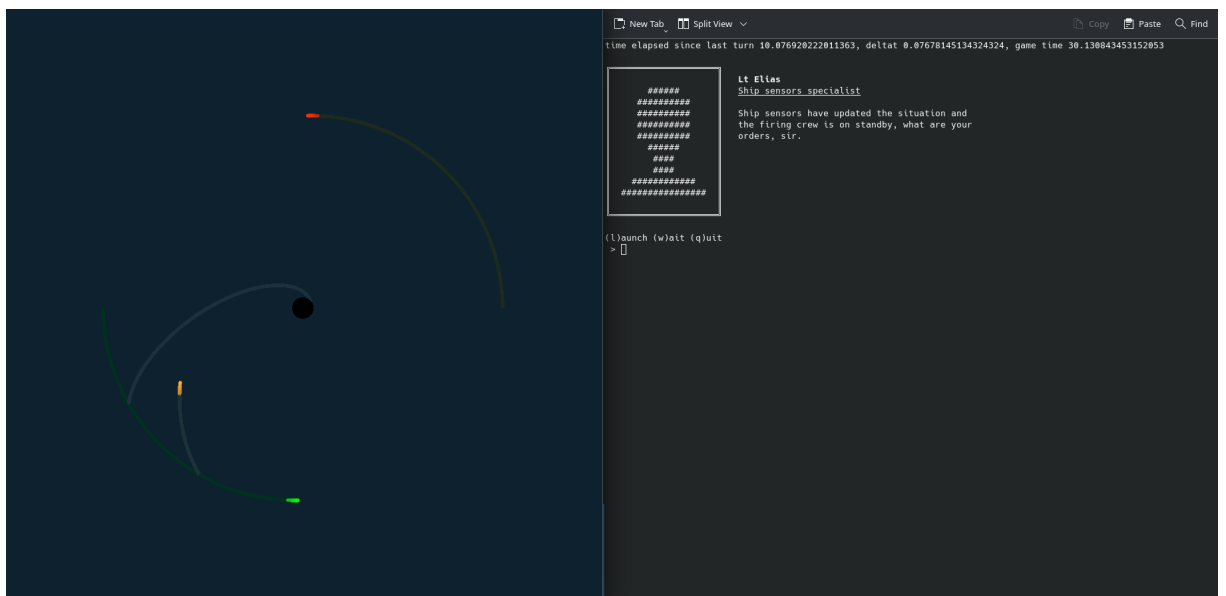 New Tab Split View Copy Paste Find
time elapsed since last turn 10.076920222011363, deltat 0.07678145134324324, game time 30.130843453152053
Lt Elias
Ship sensors specialist
######
##########
Ship sensors have updated the situation and
##########
the firing crew is on standby, what are your
##########
orders, sir.
##########
######
####
####
############
################
(l)aunch (w)ait (q)uit
>